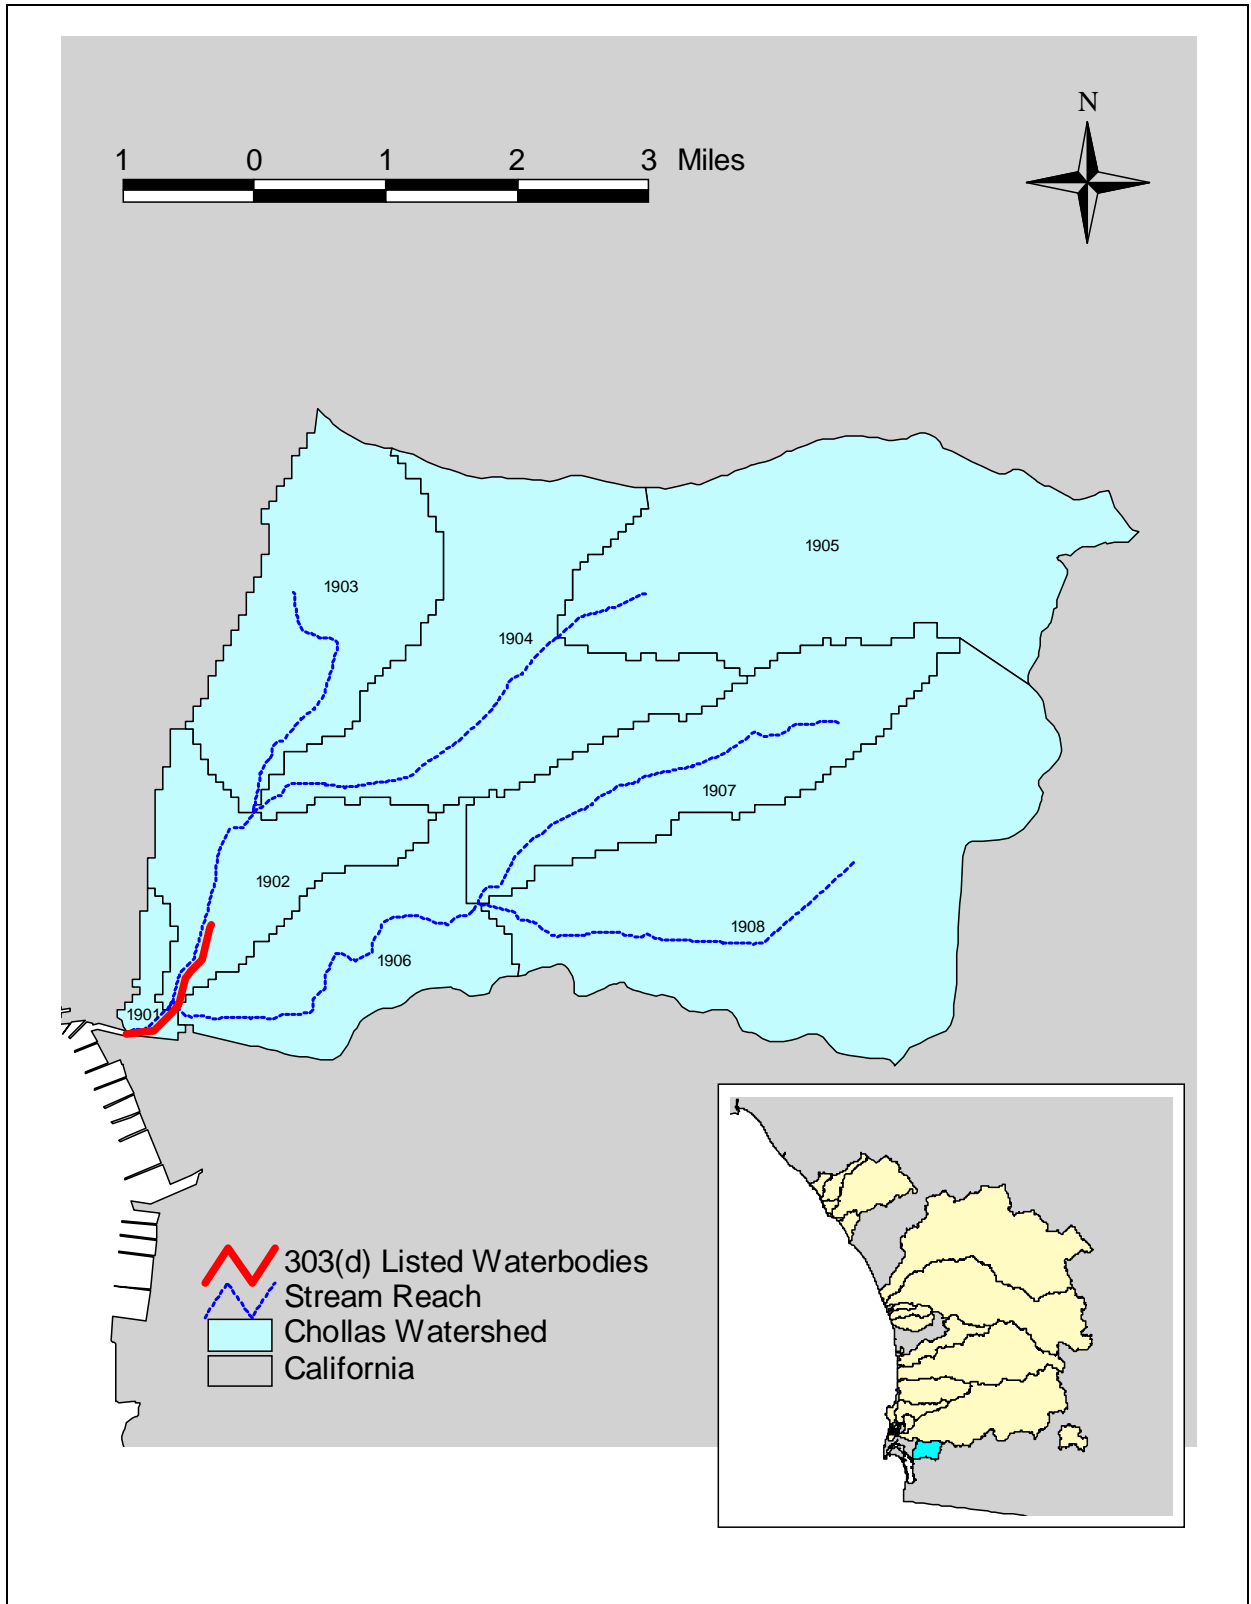 N
1 0 1 2 3 Miles
1905
1903
1904
1907
1902
1908
1906
1901
303(d) Listed Waterbodies
Stream Reach
Chollas Watershed
California